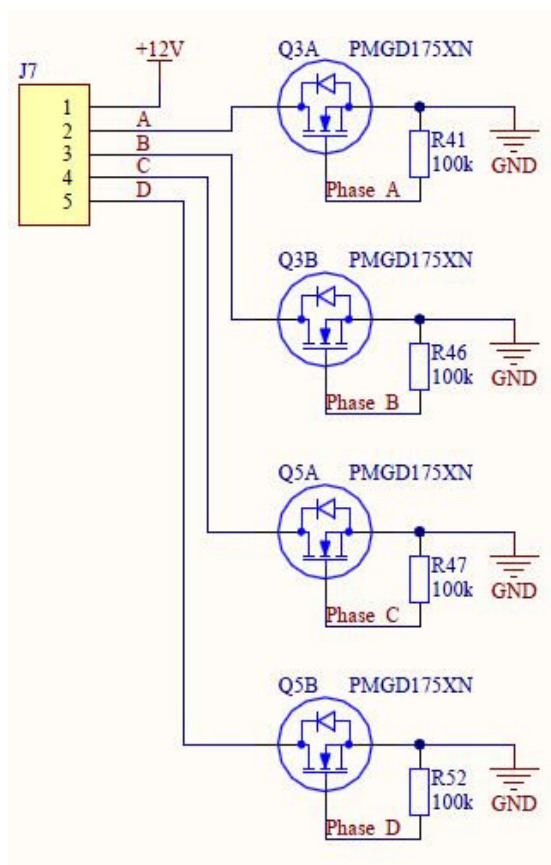 +12V
J7
1
2
3
4
5
A
B
C
D
Q3A PMGD175XN
R41
100k
GND
Phase A
Q3B PMGD175XN
R46
100k
GND
Phase B
Q5A PMGD175XN
R47
100k
GND
Phase C
Q5B PMGD175XN
R52
100k
GND
Phase D